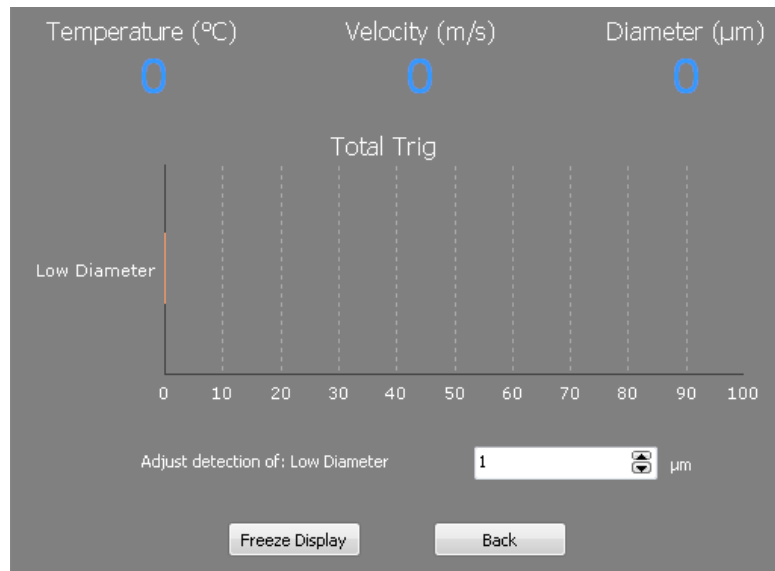 Temperature (ºC) Velocity (m/s) Diameter (µm)
0 0 0
Total Trig
Low Diameter
0 10 20 30 40 50 60 70 80 90 100
Adjust detection of: Low Diameter 1 µm
Freeze Display Back